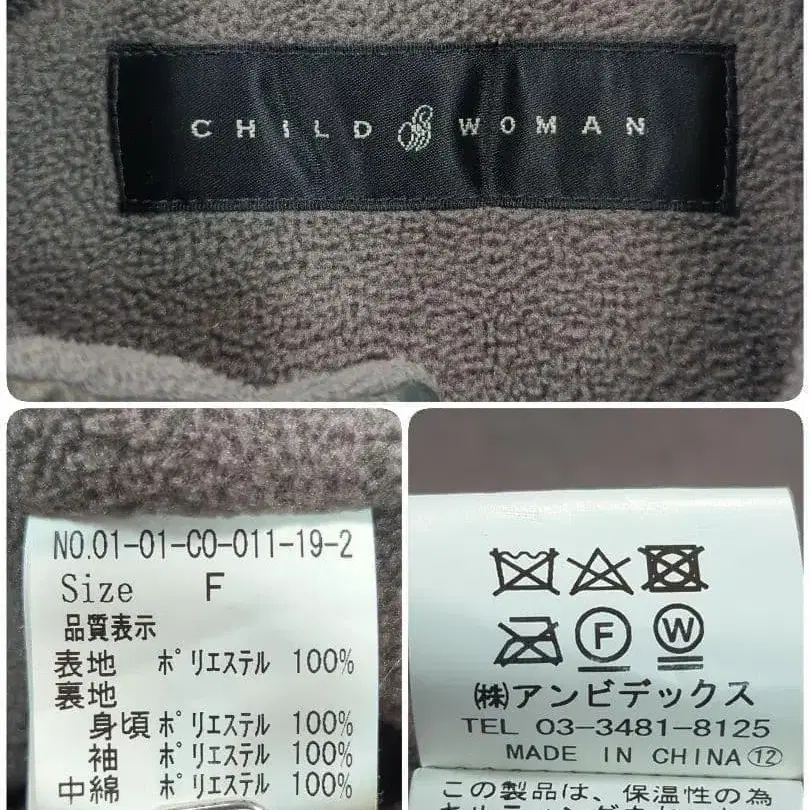 CHILD WOMAN
NO.01-01-CO-011-19-2
Size F
品質表示
表地 ポリエステル 100%
裏地
身頃 ポリエステル 100%
袖 ポリエステル 100%
中綿 ポリエステル 100%
F W
㈱アンビデックス
TEL 03-3481-8125
MADE IN CHINA⑫
この製品は、保温性の為